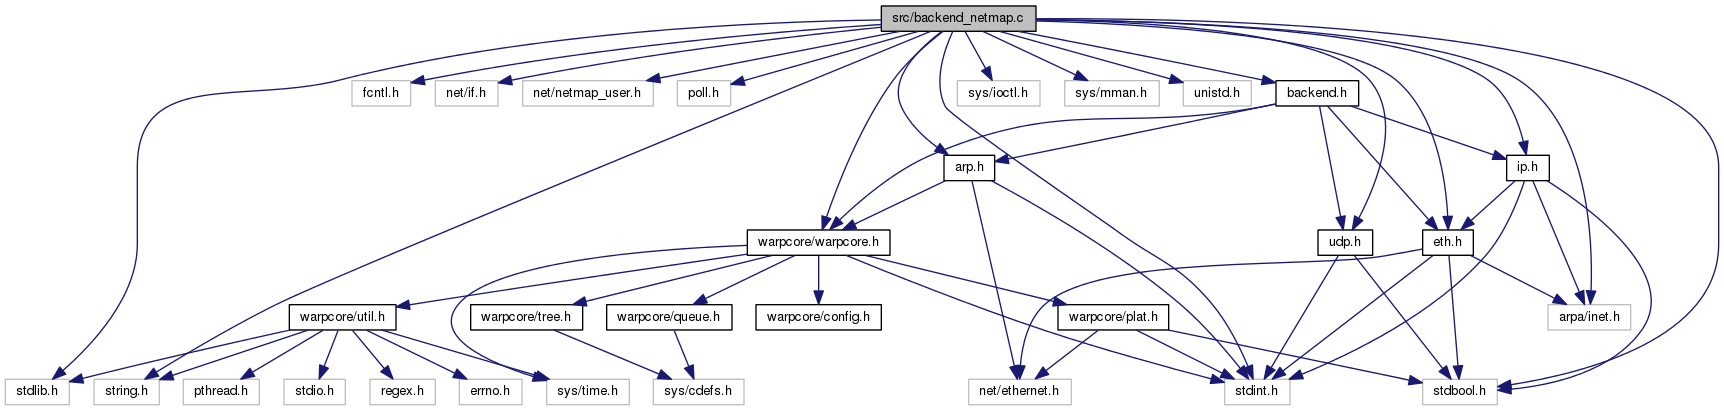 src/backend_netmap.c
fcntl.h
net/if.h
net/netmap_user.h
poll.h
sys/ioctl.h
sys/mman.h
unistd.h
backend.h
arp.h
ip.h
warpcore/warpcore.h
udp.h
eth.h
warpcore/util.h
warpcore/tree.h
warpcore/queue.h
warpcore/config.h
warpcore/plat.h
arpa/inet.h
stdlib.h
string.h
pthread.h
stdio.h
regex.h
errno.h
sys/time.h
sys/cdefs.h
net/ethernet.h
stdint.h
stdbool.h